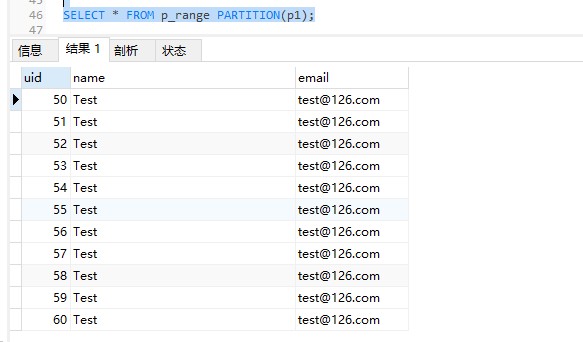 45
46 SELECT * FROM p_range PARTITION(p1);
47
信息 结果 1 剖析 状态
uid name email
50 Test test@126.com
51 Test test@126.com
52 Test test@126.com
53 Test test@126.com
54 Test test@126.com
55 Test test@126.com
56 Test test@126.com
57 Test test@126.com
58 Test test@126.com
59 Test test@126.com
60 Test test@126.com